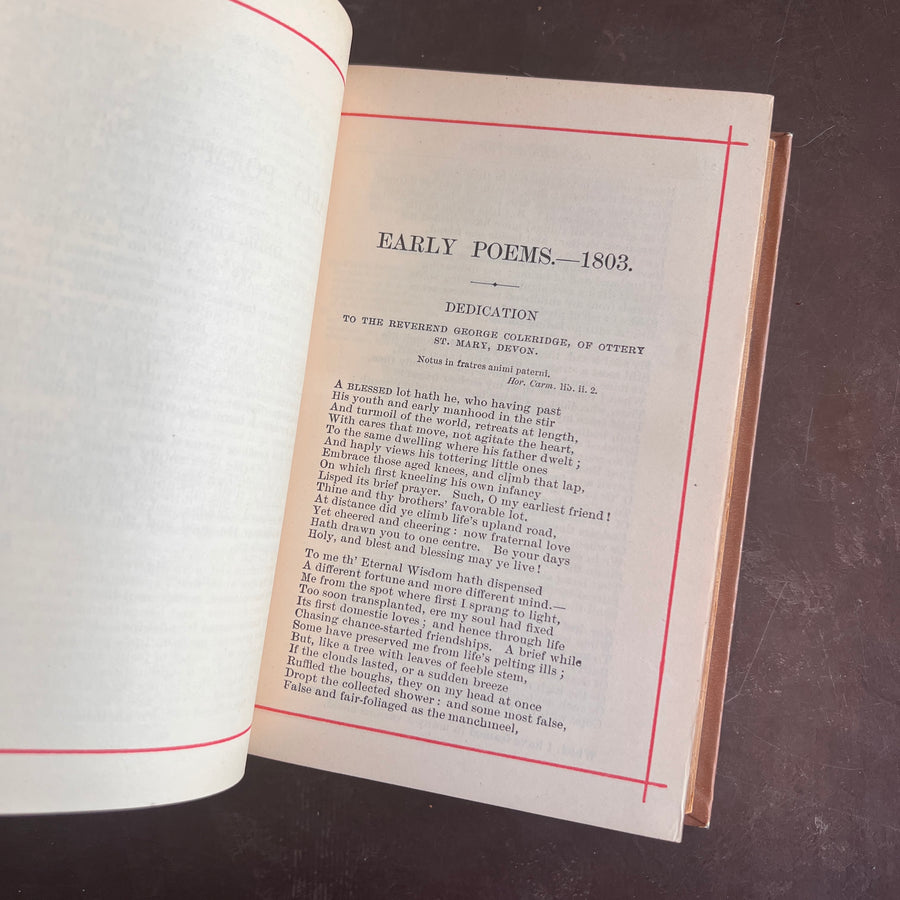 EARLY POEMS.—1803.
DEDICATION
TO THE REVEREND GEORGE COLERIDGE, OF OTTERY
ST. MARY, DEVON.
Notus in fratres animi paterni.
Hor. Carm. lib. ii. 2.
A BLESSED lot hath he, who having past
His youth and early manhood in the stir
And turmoil of the world, retreats at length,
With cares that move, not agitate the heart,
To the same dwelling where his father dwelt ;
And haply views his tottering little ones
Embrace those aged knees, and climb that lap,
On which first kneeling his own infancy
Lisped its brief prayer. Such, O my earliest friend !
Thine and thy brothers' favorable lot.
At distance did ye climb life's upland road,
Yet cheered and cheering : now fraternal love
Hath drawn you to one centre. Be your days
Holy, and blest and blessing may ye live !
To me th' Eternal Wisdom hath dispensed
A different fortune and more different mind.—
Me from the spot where first I sprang to light,
Too soon transplanted, ere my soul had fixed
Its first domestic loves ; and hence through life
Chasing chance-started friendships. A brief while
Some have preserved me from life's pelting ills ;
But, like a tree with leaves of feeble stem,
If the clouds lasted, or a sudden breeze
Ruffled the boughs, they on my head at once
Dropt the collected shower : and some most false,
False and fair-foliaged as the manchineel,